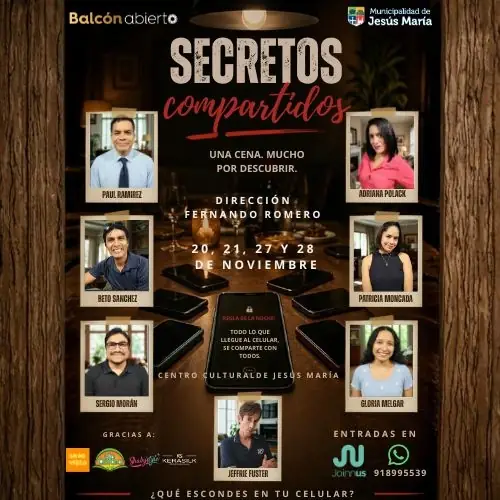 Balcón abierto
Municipalidad de
Jesús María
SECRETOS
compartidos
UNA CENA. MUCHO
POR DESCUBRIR.
DIRECCIÓN
FERNANDO ROMERO
20, 21, 27 Y 28
DE NOVIEMBRE
PAUL RAMIREZ
ADRIANA POLACK
BETO SANCHEZ
PATRICIA MONCADA
SERGIO MORÁN
GLORIA MELGAR
JEFFRIE FUSTER
REGLA DE LA NOCHE:
TODO LO QUE
LLEGUE AL CELULAR,
SE COMPARTE CON
TODOS.
CENTRO CULTURALDE JESÚS MARÍA
GRACIAS A:
KERASILK
ENTRADAS EN
Joinnus
918995539
¿QUÉ ESCONDES EN TU CELULAR?